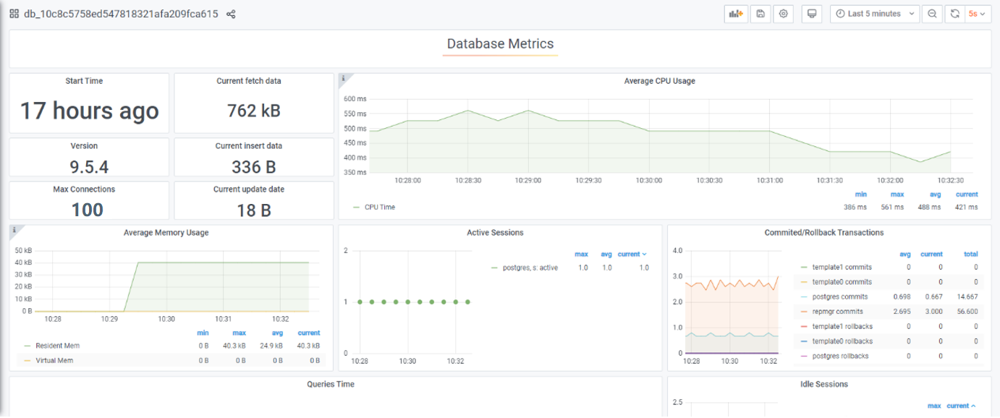 db_10c8c5758ed547818321afa209fca615
Last 5 minutes
5s
Database Metrics
Start Time
17 hours ago
Current fetch data
762 kB
Version
9.5.4
Current insert data
336 B
Max Connections
100
Current update date
18 B
i
Average CPU Usage
600 ms
550 ms
500 ms
450 ms
400 ms
350 ms
10:28:00 10:28:30 10:29:00 10:29:30 10:30:00 10:30:30 10:31:00 10:31:30 10:32:00 10:32:30
min max avg current
CPU Time 386 ms 561 ms 488 ms 421 ms
i
Average Memory Usage
50 kB
40 kB
30 kB
20 kB
10 kB
0 B
10:28 10:29 10:30 10:31 10:32
min max avg current
Resident Mem 0 B 40.3 kB 24.9 kB 40.3 kB
Virtual Mem 0 B 0 B 0 B 0 B
Active Sessions
2
1
0
10:28 10:30 10:32
max avg current
postgres, s: active 1.0 1.0 1.0
Commited/Rollback Transactions
4.0
3.0
2.0
1.0
0
10:28 10:30 10:32
avg current total
template1 commits 0 0 0
template0 commits 0 0 0
postgres commits 0.698 0.667 14.667
repmgr commits 2.695 3.000 56.600
template1 rollbacks 0 0 0
template0 rollbacks 0 0 0
postgres rollbacks 0 0 0
Queries Time
Idle Sessions
2.5
max current